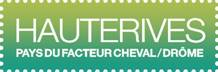 HAUTERIVES
PAYS DU FACTEUR CHEVAL/DRÔME